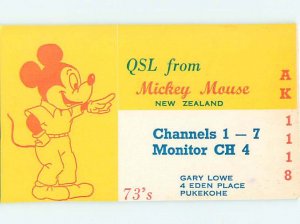 QSL from
Mickey Mouse
NEW ZEALAND
Channels 1 - 7
Monitor CH 4
GARY LOWE
4 EDEN PLACE
PUKEKOHE
73's
AK
1118